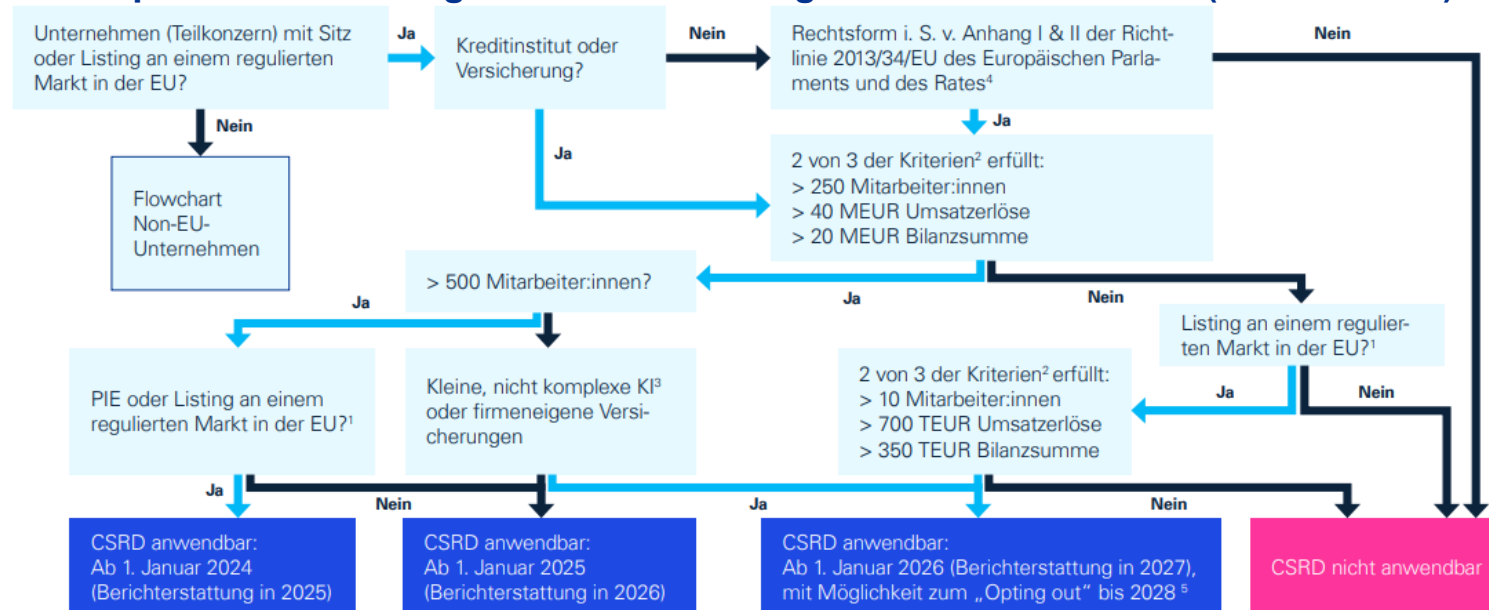 Unternehmen (Teilkonzern) mit Sitz
oder Listing an einem regulierten
Markt in der EU?
Ja
Kreditinstitut oder
Versicherung?
Nein
Rechtsform i. S. v. Anhang I & II der Richt-
linie 2013/34/EU des Europäischen Parla-
ments und des Rates⁴
Nein
Nein
Ja
Ja
Flowchart
Non-EU-
Unternehmen
2 von 3 der Kriterien² erfüllt:
> 250 Mitarbeiter:innen
> 40 MEUR Umsatzerlöse
> 20 MEUR Bilanzsumme
> 500 Mitarbeiter:innen?
Ja
Ja
Nein
Listing an einem regulier-
ten Markt in der EU?¹
PIE oder Listing an einem
regulierten Markt in der EU?¹
Kleine, nicht komplexe KI³
oder firmeneigene Versi-
cherungen
2 von 3 der Kriterien² erfüllt:
> 10 Mitarbeiter:innen
> 700 TEUR Umsatzerlöse
> 350 TEUR Bilanzsumme
Ja
Nein
Ja
Nein
Ja
Nein
CSRD anwendbar:
Ab 1. Januar 2024
(Berichterstattung in 2025)
CSRD anwendbar:
Ab 1. Januar 2025
(Berichterstattung in 2026)
CSRD anwendbar:
Ab 1. Januar 2026 (Berichterstattung in 2027),
mit Möglichkeit zum „Opting out" bis 2028 ⁵
CSRD nicht anwendbar